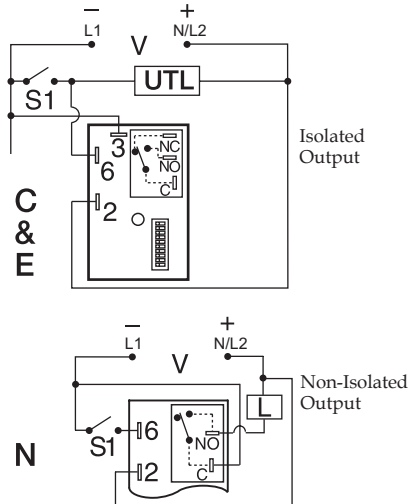 − +
L1 V N/L2
S1 UTL
3 NC
6 NO
C
2
Isolated
Output
C
&
E
− +
L1 V N/L2
Non-Isolated
Output
L
S1 6 NO
N
2 C